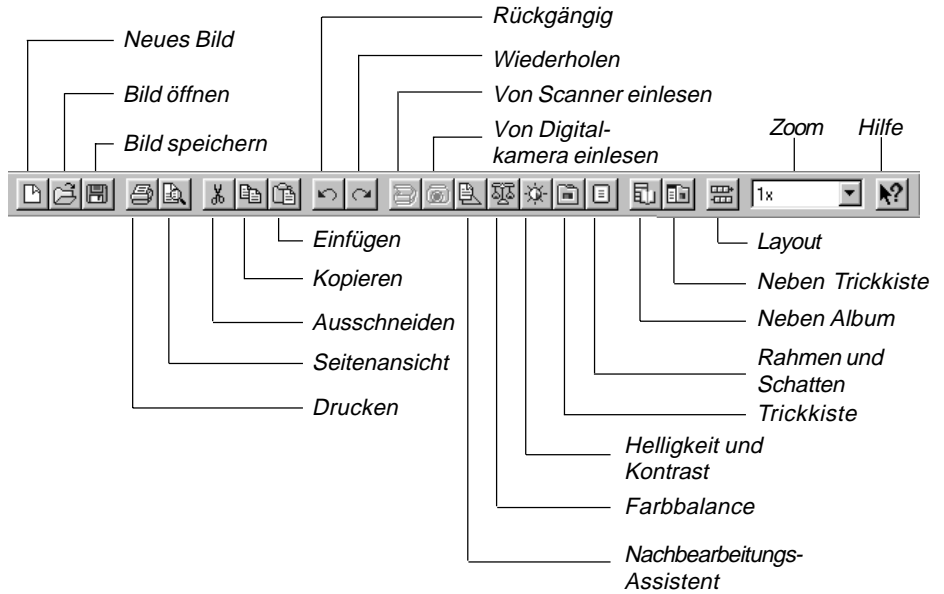 Rückgängig
Neues Bild
Wiederholen
Bild öffnen
Von Scanner einlesen
Von Digital-
kamera einlesen
Zoom
Hilfe
Bild speichern
1x
Einfügen
Layout
Kopieren
Neben Trickkiste
Ausschneiden
Neben Album
Seitenansicht
Rahmen und
Schatten
Drucken
Trickkiste
Helligkeit und
Kontrast
Farbbalance
Nachbearbeitungs-
Assistent